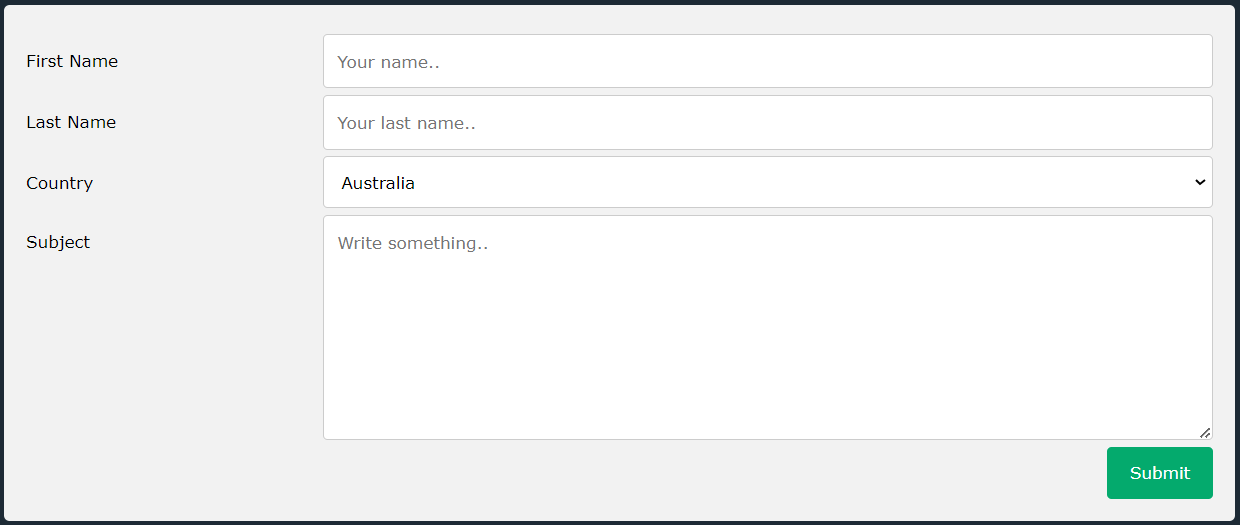 First Name
Your name..
Last Name
Your last name..
Country
Australia
Subject
Write something..
Submit